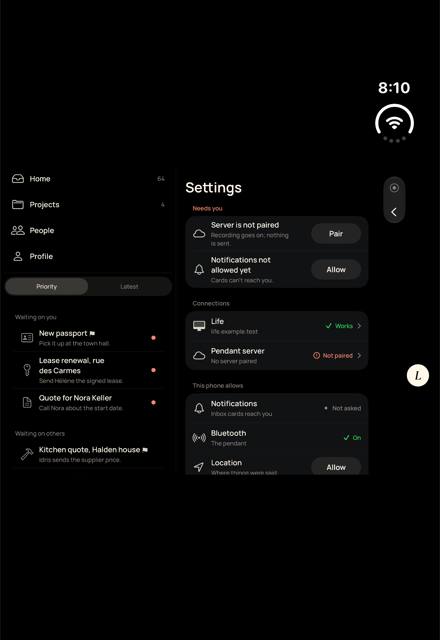 8:10
Home 64
Projects 4
People
Profile
Priority Latest
Waiting on you
New passport
Pick it up at the town hall.
Lease renewal, rue
des Carmes
Send Hélène the signed lease.
Quote for Nora Keller
Call Nora about the start date.
Waiting on others
Kitchen quote, Halden house
Idris sends the supplier price.
Settings
Needs you
Server is not paired
Recording goes on; nothing
is sent.
Pair
Notifications not
allowed yet
Cards can't reach you.
Allow
Connections
Life
life.example.test
Works
Pendant server
No server paired
Not paired
This phone allows
Notifications
Inbox cards reach you
Not asked
Bluetooth
The pendant
On
Location
Where things were said
Allow
L